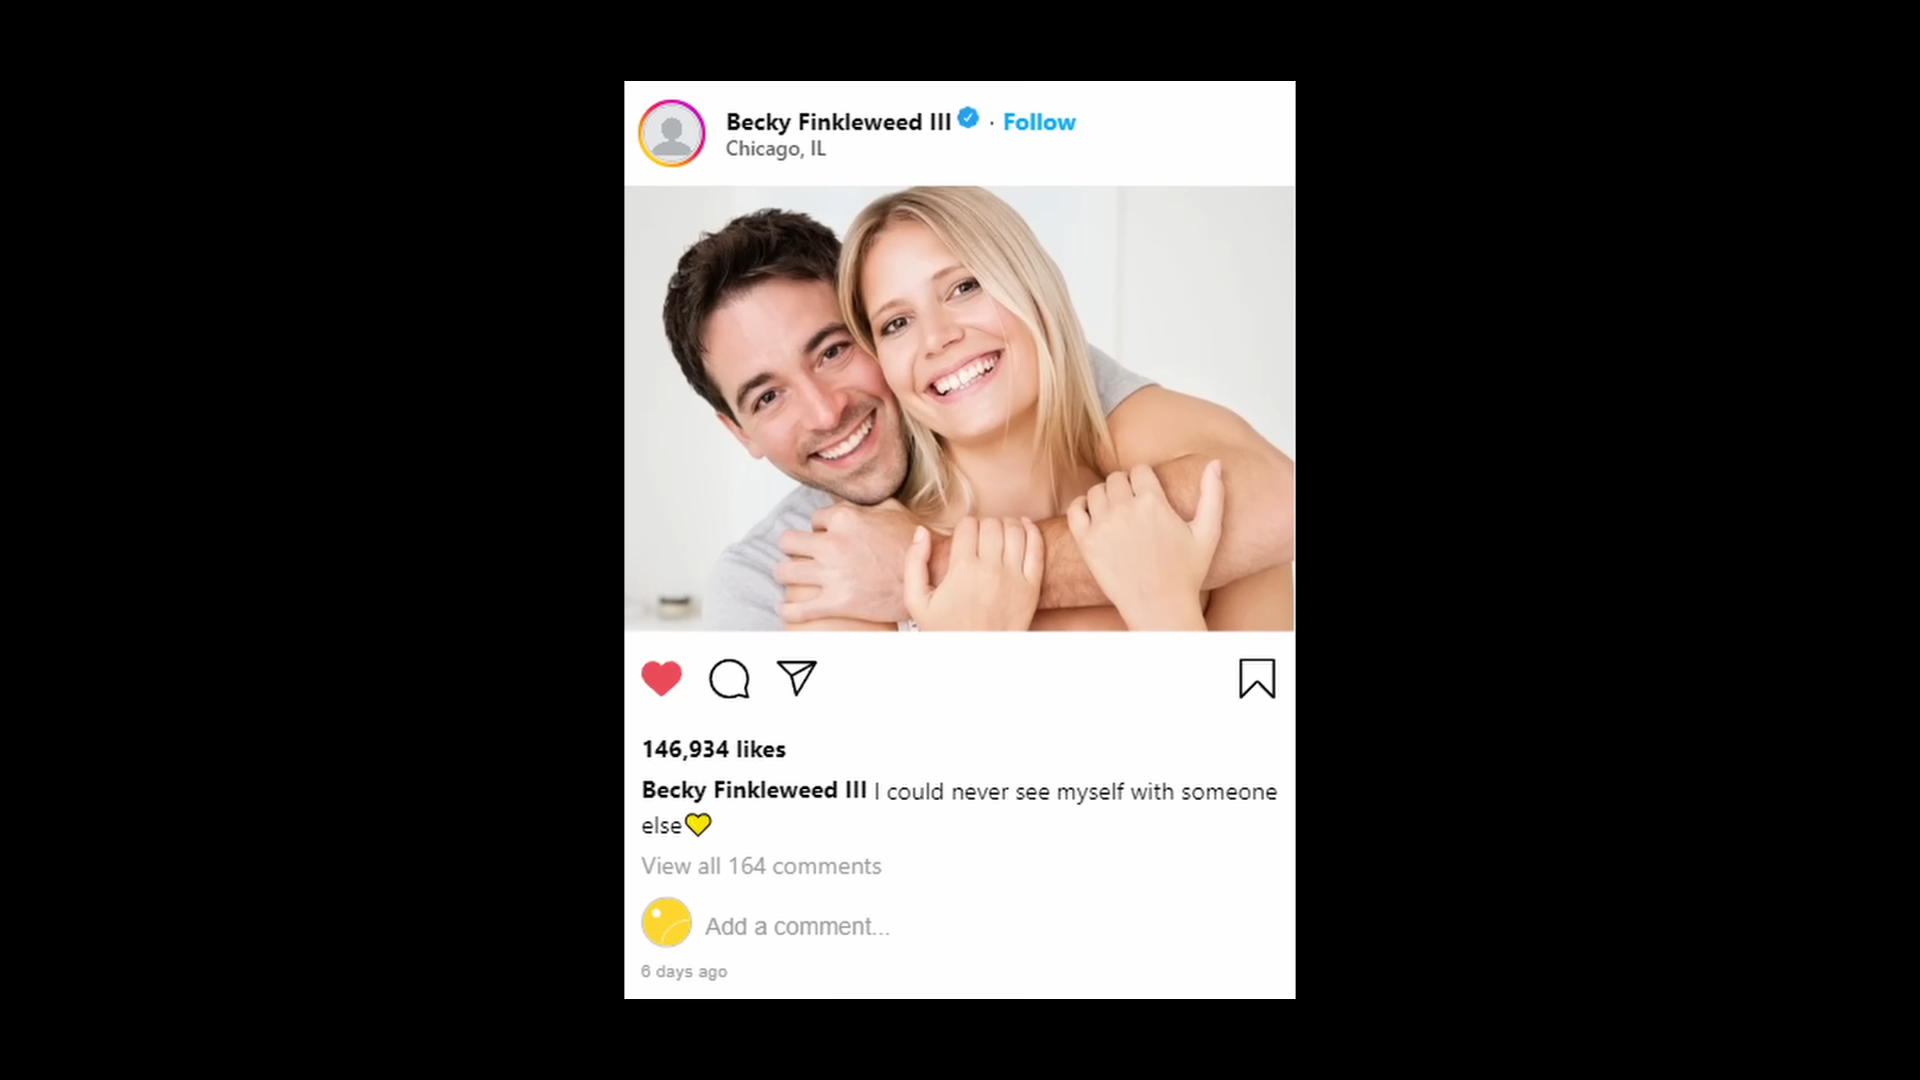 Becky Finkleweed III · Follow
Chicago, IL
146,934 likes
Becky Finkleweed III I could never see myself with someone
else💛
View all 164 comments
Add a comment...
6 days ago